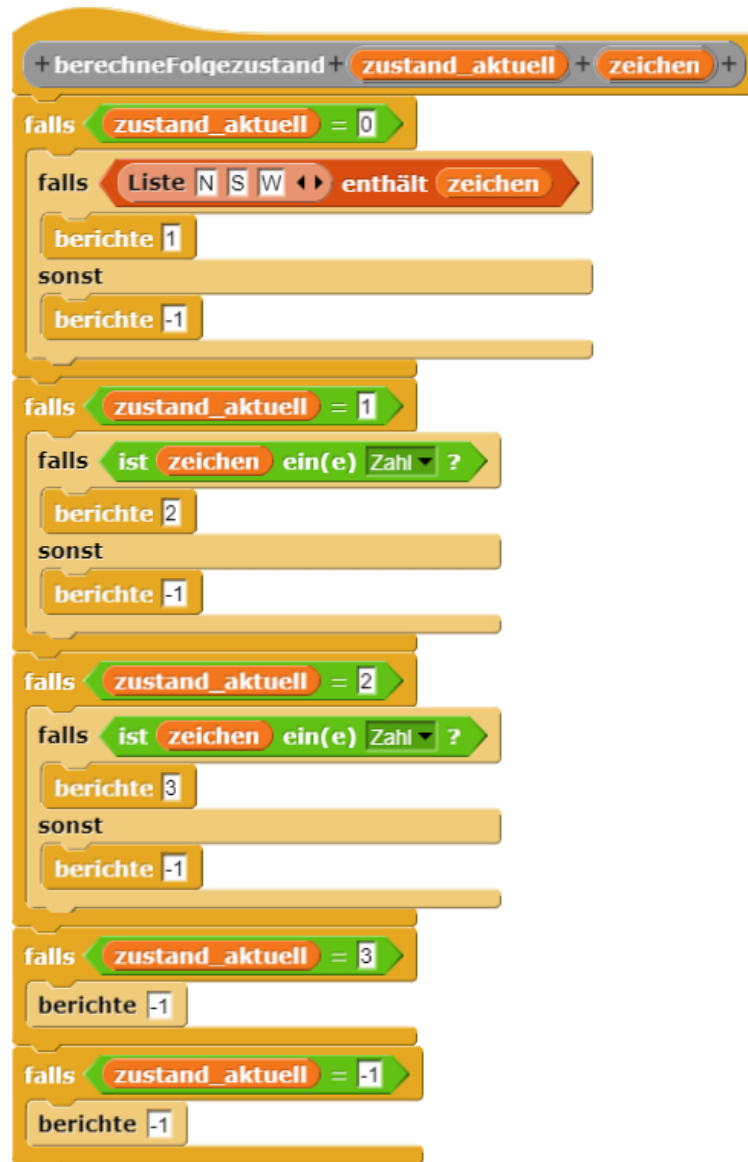 + berechneFolgezustand + zustand_aktuell + zeichen +
falls zustand_aktuell = 0
falls Liste N S W enthält zeichen
berichte 1
sonst
berichte -1
falls zustand_aktuell = 1
falls ist zeichen ein(e) Zahl ?
berichte 2
sonst
berichte -1
falls zustand_aktuell = 2
falls ist zeichen ein(e) Zahl ?
berichte 3
sonst
berichte -1
falls zustand_aktuell = 3
berichte -1
falls zustand_aktuell = -1
berichte -1